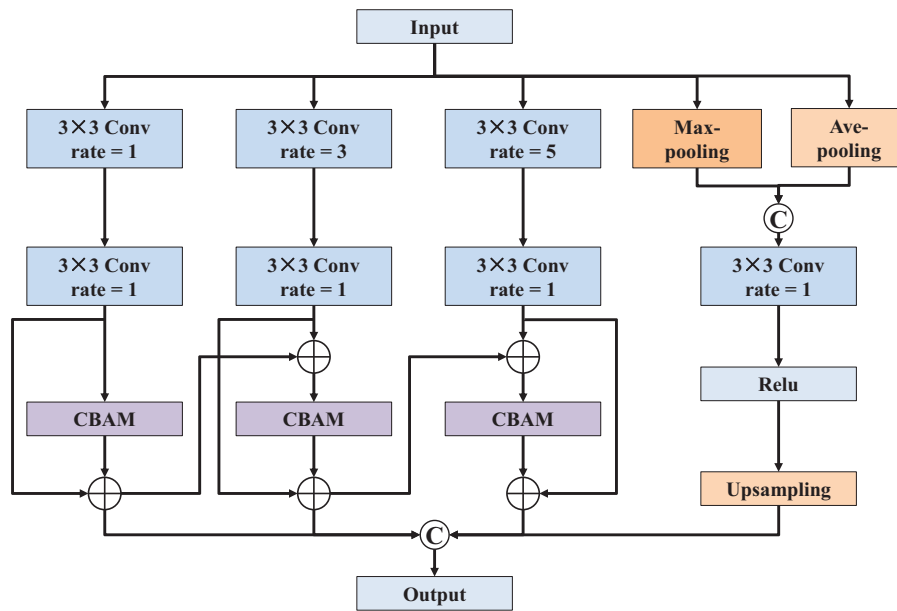 Input
3×3 Conv
rate = 1
3×3 Conv
rate = 3
3×3 Conv
rate = 5
Max-
pooling
Ave-
pooling
C
3×3 Conv
rate = 1
3×3 Conv
rate = 1
3×3 Conv
rate = 1
3×3 Conv
rate = 1
Relu
CBAM
CBAM
CBAM
Upsampling
C
Output